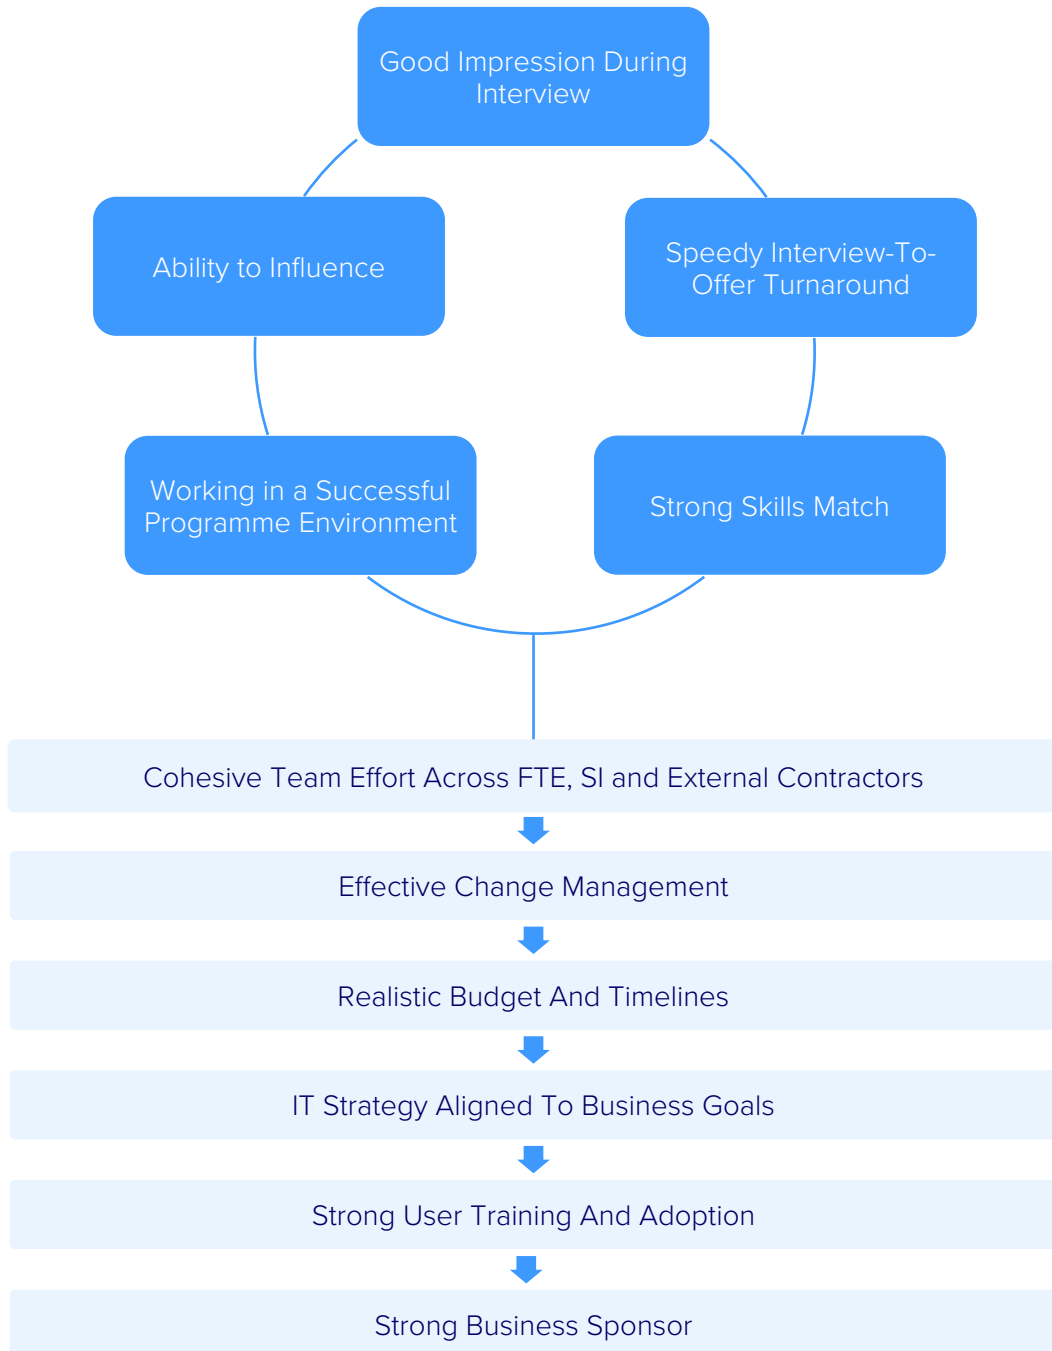 Good Impression During
Interview
Ability to Influence
Speedy Interview-To-
Offer Turnaround
Working in a Successful
Programme Environment
Strong Skills Match
Cohesive Team Effort Across FTE, SI and External Contractors
Effective Change Management
Realistic Budget And Timelines
IT Strategy Aligned To Business Goals
Strong User Training And Adoption
Strong Business Sponsor